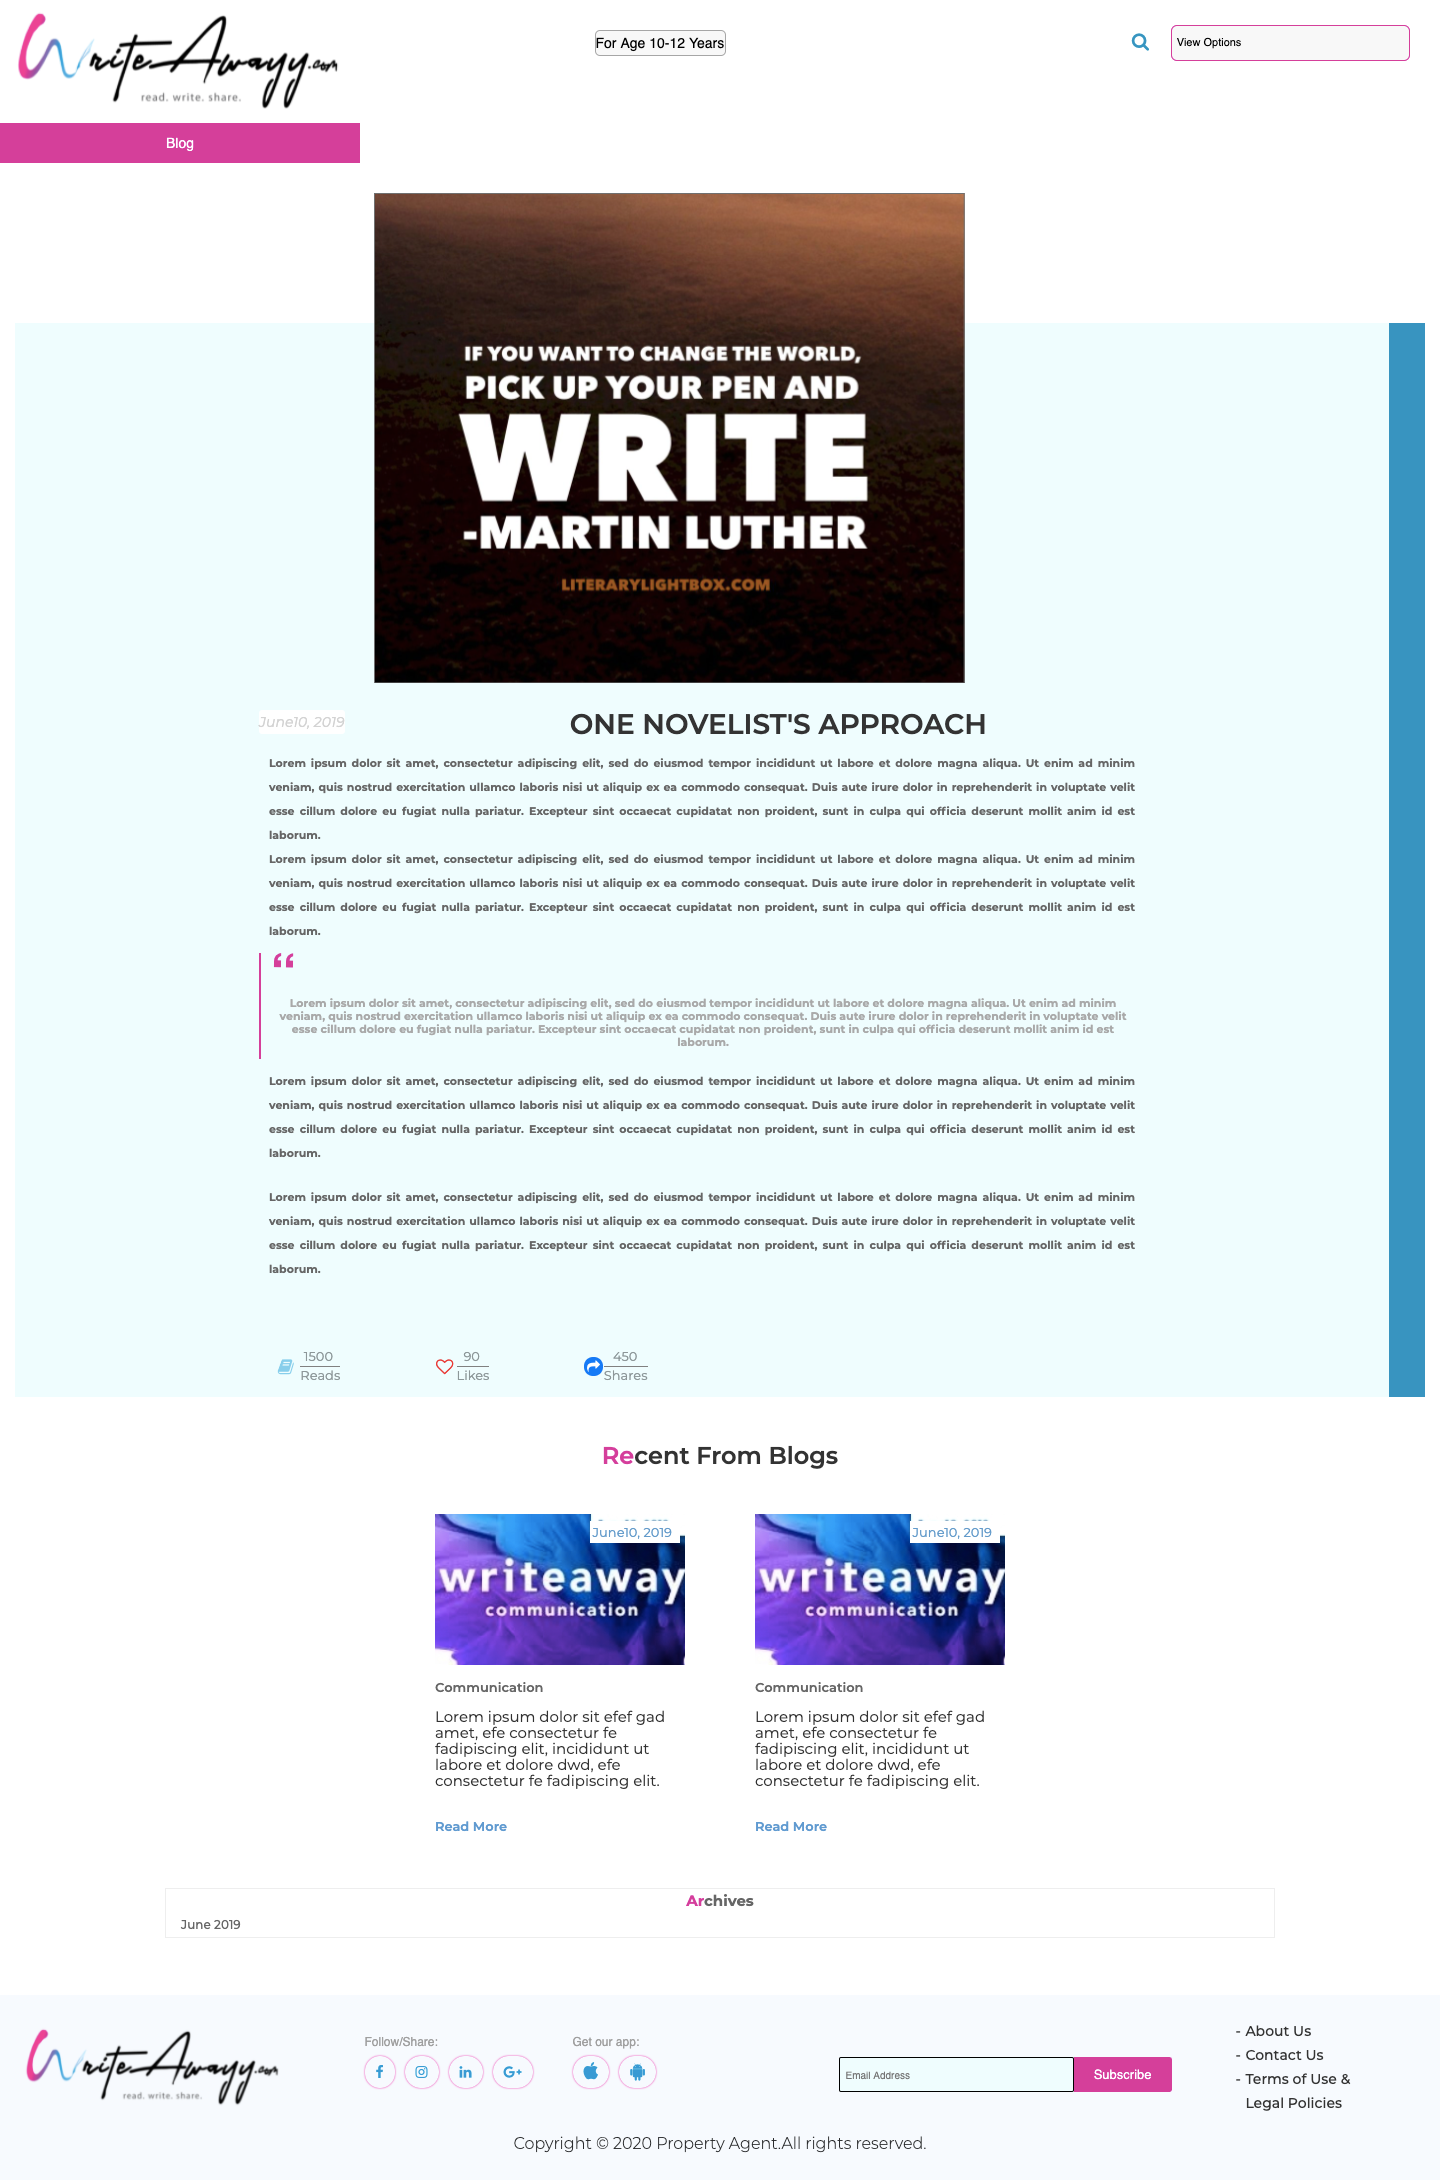 WriteAwayy.com
read. write. share.
For Age 10-12 Years
View Options
Blog
IF YOU WANT TO CHANGE THE WORLD,
PICK UP YOUR PEN AND
WRITE
-MARTIN LUTHER
LITERARYLIGHTBOX.COM
June10, 2019
ONE NOVELIST'S APPROACH
Lorem ipsum dolor sit amet, consectetur adipiscing elit, sed do eiusmod tempor incididunt ut labore et dolore magna aliqua. Ut enim ad minim
veniam, quis nostrud exercitation ullamco laboris nisi ut aliquip ex ea commodo consequat. Duis aute irure dolor in reprehenderit in voluptate velit
esse cillum dolore eu fugiat nulla pariatur. Excepteur sint occaecat cupidatat non proident, sunt in culpa qui officia deserunt mollit anim id est
laborum.
Lorem ipsum dolor sit amet, consectetur adipiscing elit, sed do eiusmod tempor incididunt ut labore et dolore magna aliqua. Ut enim ad minim
veniam, quis nostrud exercitation ullamco laboris nisi ut aliquip ex ea commodo consequat. Duis aute irure dolor in reprehenderit in voluptate velit
esse cillum dolore eu fugiat nulla pariatur. Excepteur sint occaecat cupidatat non proident, sunt in culpa qui officia deserunt mollit anim id est
laborum.
“
Lorem ipsum dolor sit amet, consectetur adipiscing elit, sed do eiusmod tempor incididunt ut labore et dolore magna aliqua. Ut enim ad minim
veniam, quis nostrud exercitation ullamco laboris nisi ut aliquip ex ea commodo consequat. Duis aute irure dolor in reprehenderit in voluptate velit
esse cillum dolore eu fugiat nulla pariatur. Excepteur sint occaecat cupidatat non proident, sunt in culpa qui officia deserunt mollit anim id est
laborum.
Lorem ipsum dolor sit amet, consectetur adipiscing elit, sed do eiusmod tempor incididunt ut labore et dolore magna aliqua. Ut enim ad minim
veniam, quis nostrud exercitation ullamco laboris nisi ut aliquip ex ea commodo consequat. Duis aute irure dolor in reprehenderit in voluptate velit
esse cillum dolore eu fugiat nulla pariatur. Excepteur sint occaecat cupidatat non proident, sunt in culpa qui officia deserunt mollit anim id est
laborum.
Lorem ipsum dolor sit amet, consectetur adipiscing elit, sed do eiusmod tempor incididunt ut labore et dolore magna aliqua. Ut enim ad minim
veniam, quis nostrud exercitation ullamco laboris nisi ut aliquip ex ea commodo consequat. Duis aute irure dolor in reprehenderit in voluptate velit
esse cillum dolore eu fugiat nulla pariatur. Excepteur sint occaecat cupidatat non proident, sunt in culpa qui officia deserunt mollit anim id est
laborum.
1500
Reads
90
Likes
450
Shares
Recent From Blogs
June10, 2019
writeaway
communication
Communication
Lorem ipsum dolor sit efef gad
amet, efe consectetur fe
fadipiscing elit, incididunt ut
labore et dolore dwd, efe
consectetur fe fadipiscing elit.
Read More
June10, 2019
writeaway
communication
Communication
Lorem ipsum dolor sit efef gad
amet, efe consectetur fe
fadipiscing elit, incididunt ut
labore et dolore dwd, efe
consectetur fe fadipiscing elit.
Read More
Archives
June 2019
WriteAwayy.com
read. write. share.
Follow/Share:
Get our app:
Email Address
Subscribe
- About Us
- Contact Us
- Terms of Use &
Legal Policies
Copyright © 2020 Property Agent.All rights reserved.